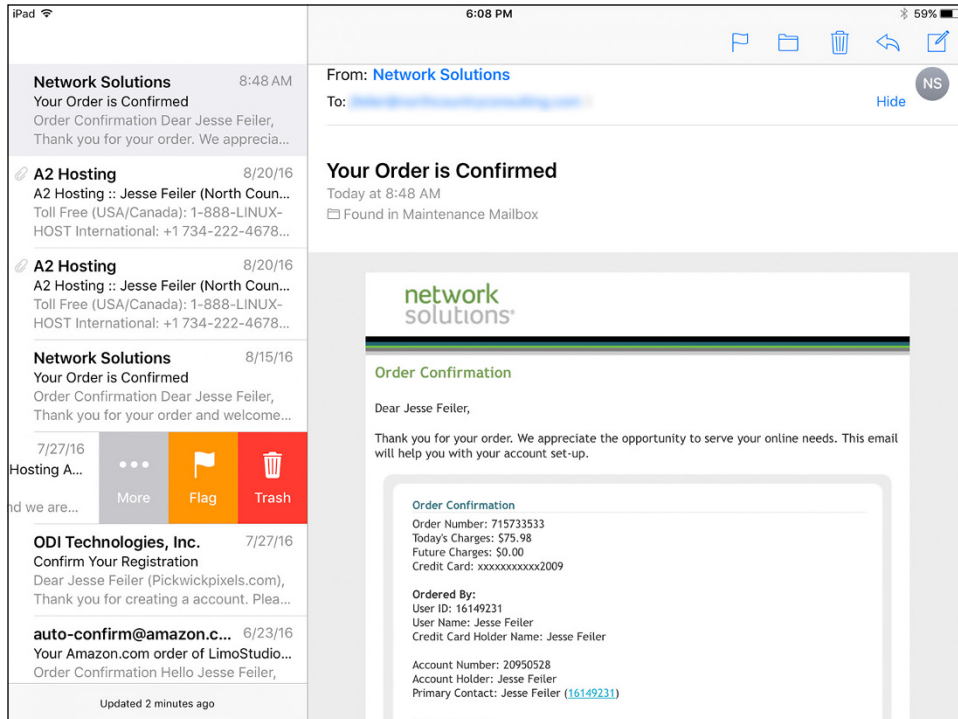 iPad
6:08 PM
59%
Network Solutions 8:48 AM
Your Order is Confirmed
Order Confirmation Dear Jesse Feiler,
Thank you for your order. We apprecia...
A2 Hosting 8/20/16
A2 Hosting :: Jesse Feiler (North Coun...
Toll Free (USA/Canada): 1-888-LINUX-
HOST International: +1 734-222-4678...
A2 Hosting 8/20/16
A2 Hosting :: Jesse Feiler (North Coun...
Toll Free (USA/Canada): 1-888-LINUX-
HOST International: +1 734-222-4678...
Network Solutions 8/15/16
Your Order is Confirmed
Order Confirmation Dear Jesse Feiler,
Thank you for your order and welcome...
7/27/16
Hosting A...
nd we are...
More
Flag
Trash
ODI Technologies, Inc. 7/27/16
Confirm Your Registration
Dear Jesse Feiler (Pickwickpixels.com),
Thank you for creating a account. Plea...
auto-confirm@amazon.c... 6/23/16
Your Amazon.com order of LimoStudio...
Order Confirmation Hello Jesse Feiler,
Updated 2 minutes ago
From: Network Solutions
NS
To:
Hide
Your Order is Confirmed
Today at 8:48 AM
Found in Maintenance Mailbox
network
solutions
Order Confirmation
Dear Jesse Feiler,
Thank you for your order. We appreciate the opportunity to serve your online needs. This email
will help you with your account set-up.
Order Confirmation
Order Number: 715733533
Today's Charges: $75.98
Future Charges: $0.00
Credit Card: xxxxxxxxxxx2009
Ordered By:
User ID: 16149231
User Name: Jesse Feiler
Credit Card Holder Name: Jesse Feiler
Account Number: 20950528
Account Holder: Jesse Feiler
Primary Contact: Jesse Feiler (16149231)